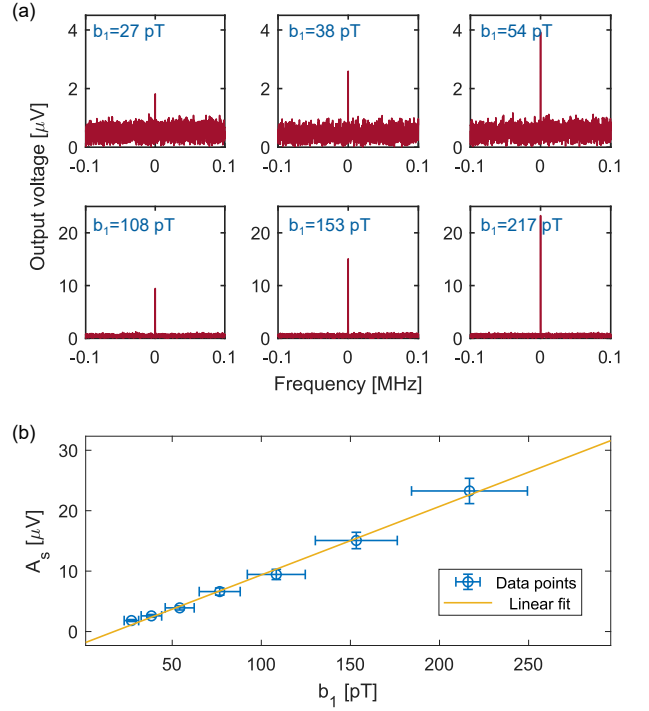 (a)
b₁=27 pT
b₁=38 pT
b₁=54 pT
4
2
0
4
2
0
4
2
0
-0.1 0 0.1
-0.1 0 0.1
-0.1 0 0.1
Output voltage [μV]
b₁=108 pT
b₁=153 pT
b₁=217 pT
20
10
0
20
10
0
20
10
0
-0.1 0 0.1
-0.1 0 0.1
-0.1 0 0.1
Frequency [MHz]
(b)
30
20
10
0
Aₛ [μV]
Data points
Linear fit
50 100 150 200 250
b₁ [pT]